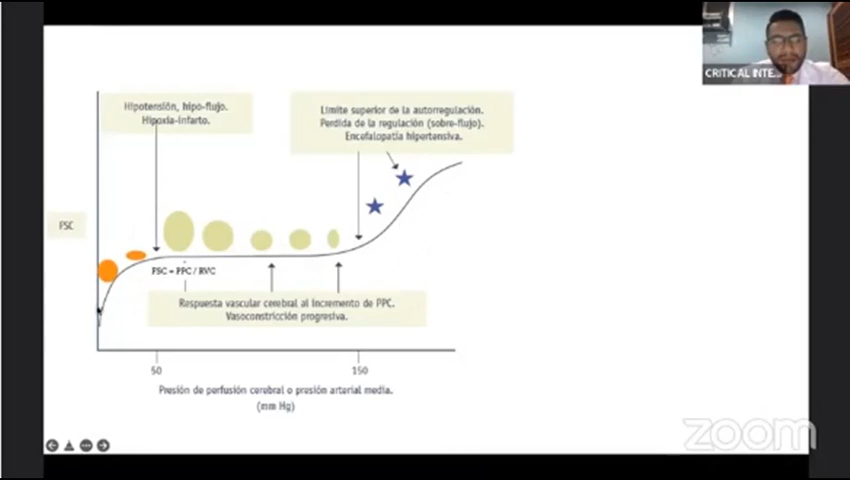 CRITICAL INTE...
Hipotensión, hipo-flujo.
Hipoxia-infarto.
Límite superior de la autorregulación.
Perdida de la regulación (sobre-flujo).
Encefalopatía hipertensiva.
FSC
FSC = PPC / RVC
Respuesta vascular cerebral al incremento de PPC.
Vasoconstricción progresiva.
50
150
Presión de perfusión cerebral o presión arterial media.
(mm Hg)
zoom